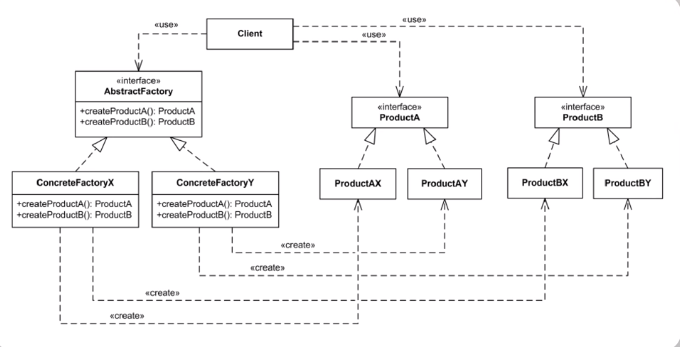 «use»
Client
«use»
«use»
«interface»
AbstractFactory
+createProductA(): ProductA
+createProductB(): ProductB
«interface»
ProductA
«interface»
ProductB
ConcreteFactoryX
+createProductA(): ProductA
+createProductB(): ProductB
ConcreteFactoryY
+createProductA(): ProductA
+createProductB(): ProductB
ProductAX
ProductAY
ProductBX
ProductBY
«create»
«create»
«create»
«create»